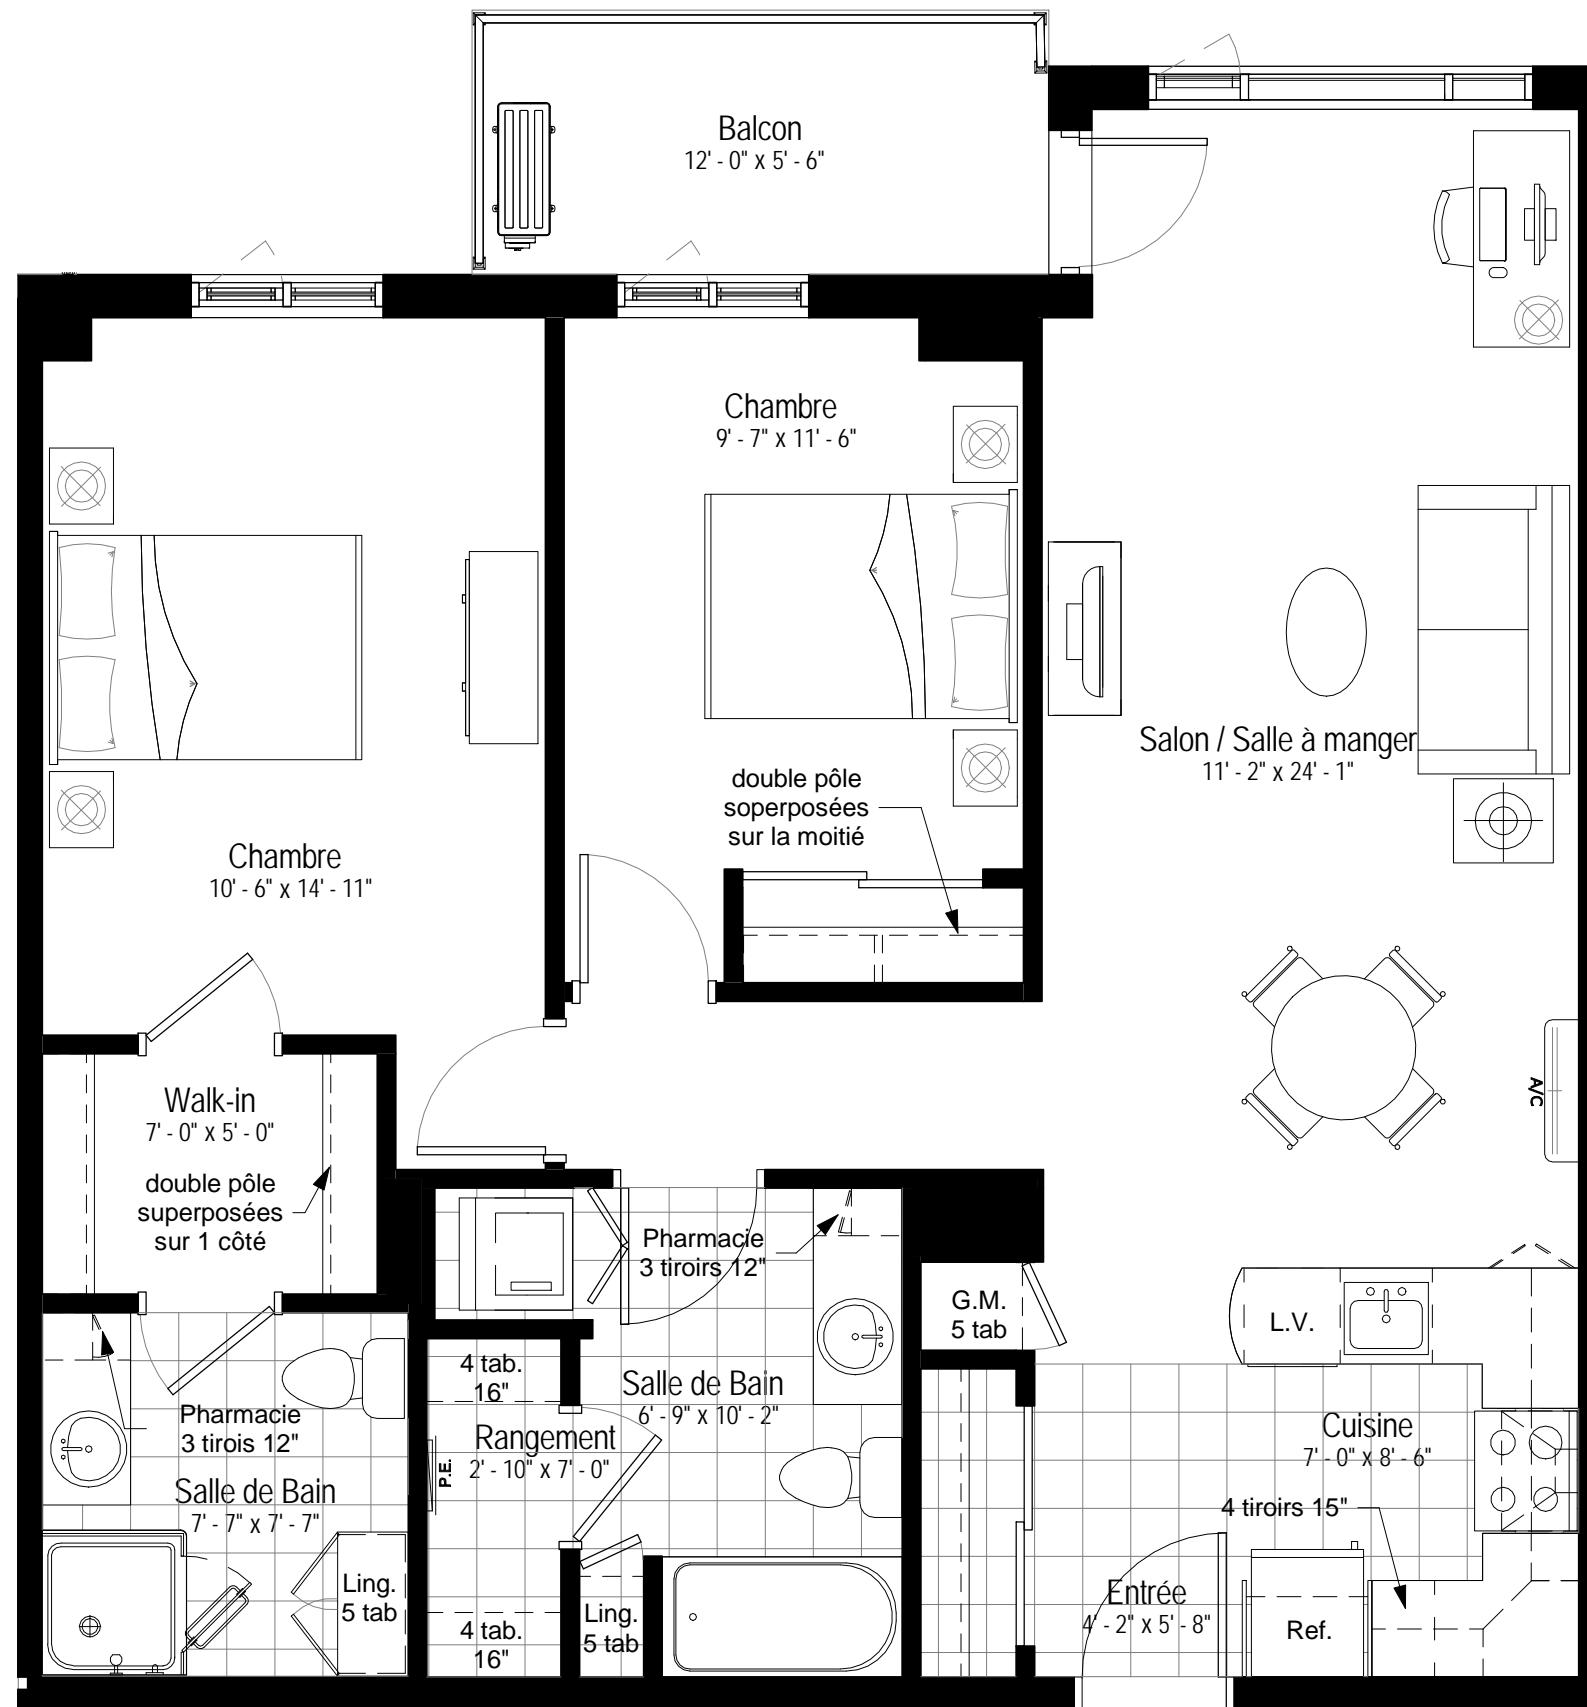 Balcon
12' - 0" x 5' - 6"
Chambre
9' - 7" x 11' - 6"
Salon / Salle à manger
11' - 2" x 24' - 1"
double pôle
soperposées
sur la moitié
Chambre
10' - 6" x 14' - 11"
A/C
Walk-in
7' - 0" x 5' - 0"
double pôle
superposées
sur 1 côté
Pharmacie
3 tiroirs 12"
G.M.
5 tab
L.V.
4 tab.
16"
Salle de Bain
6' - 9" x 10' - 2"
Pharmacie
3 tirois 12"
Rangement
2' - 10" x 7' - 0"
P.E.
Cuisine
7' - 0" x 8' - 6"
Salle de Bain
7' - 7" x 7' - 7"
4 tiroirs 15"
Ling.
5 tab
4 tab.
16"
Ling.
5 tab
Entrée
4' - 2" x 5' - 8"
Ref.